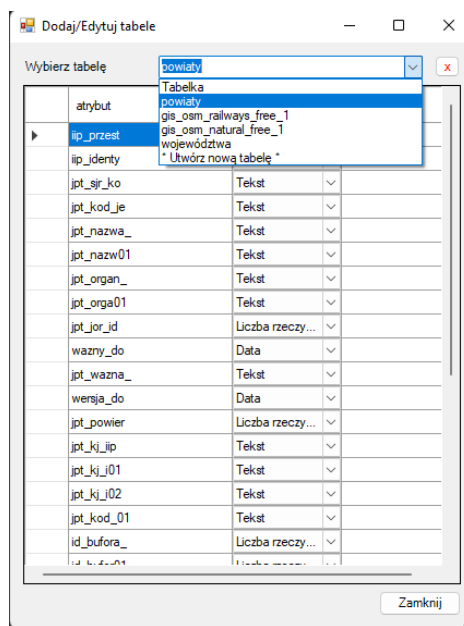 Dodaj/Edytuj tabele
Wybierz tabelę powiaty x
Tabelka
powiaty
gis_osm_railways_free_1
gis_osm_natural_free_1
województwa
* Utwórz nową tabelę *
atrybut
iip_przest
iip_identy
jpt_sjr_ko Tekst
jpt_kod_je Tekst
jpt_nazwa_ Tekst
jpt_nazw01 Tekst
jpt_organ_ Tekst
jpt_orga01 Tekst
jpt_jor_id Liczba rzeczy...
wazny_do Data
jpt_wazna_ Tekst
wersja_do Data
jpt_powier Liczba rzeczy...
jpt_kj_iip Tekst
jpt_kj_i01 Tekst
jpt_kj_i02 Tekst
jpt_kod_01 Tekst
id_bufora_ Liczba rzeczy...
Zamknij